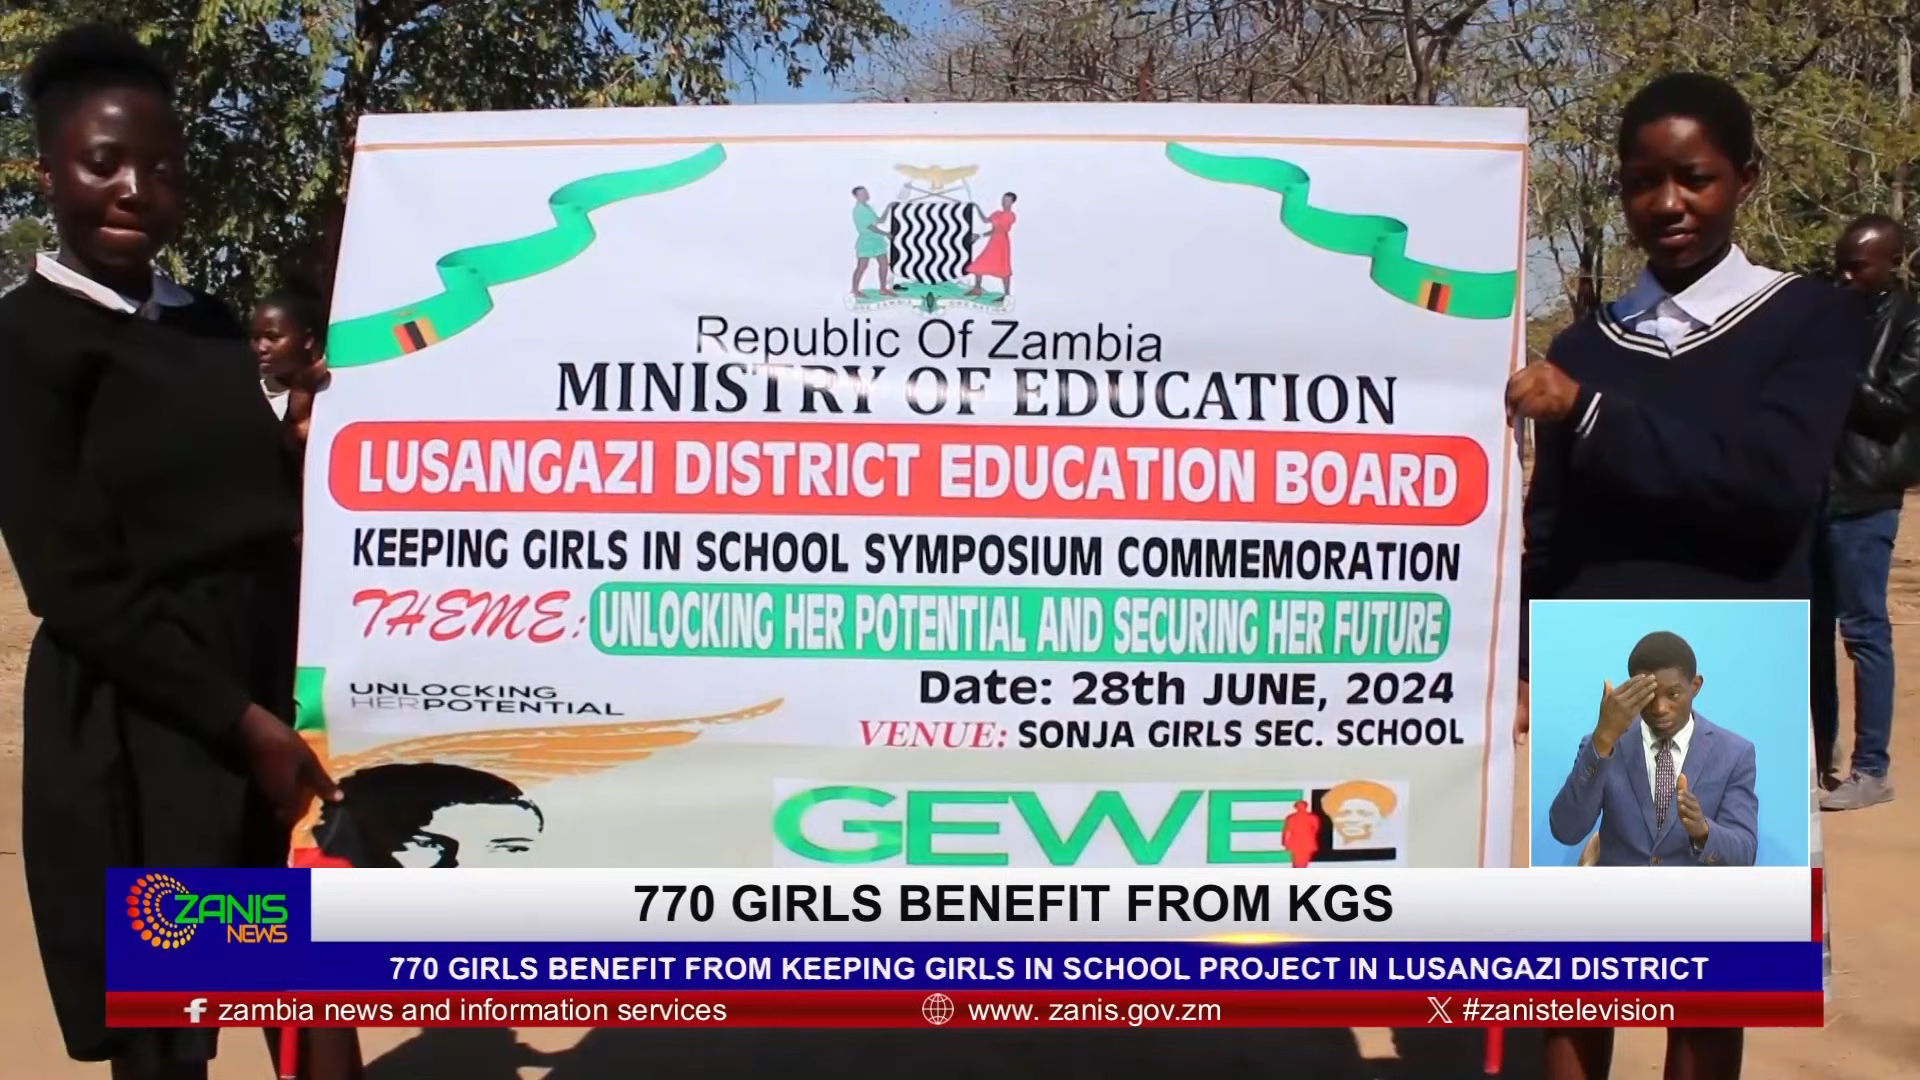 Republic Of Zambia
MINISTRY OF EDUCATION
LUSANGAZI DISTRICT EDUCATION BOARD
KEEPING GIRLS IN SCHOOL SYMPOSIUM COMMEMORATION
THEME: UNLOCKING HER POTENTIAL AND SECURING HER FUTURE
Date: 28th JUNE, 2024
VENUE: SONJA GIRLS SEC. SCHOOL
UNLOCKING
HERPOTENTIAL
GEWEL
ZANIS
NEWS
770 GIRLS BENEFIT FROM KGS
770 GIRLS BENEFIT FROM KEEPING GIRLS IN SCHOOL PROJECT IN LUSANGAZI DISTRICT
zambia news and information services
www. zanis.gov.zm
#zanistelevision